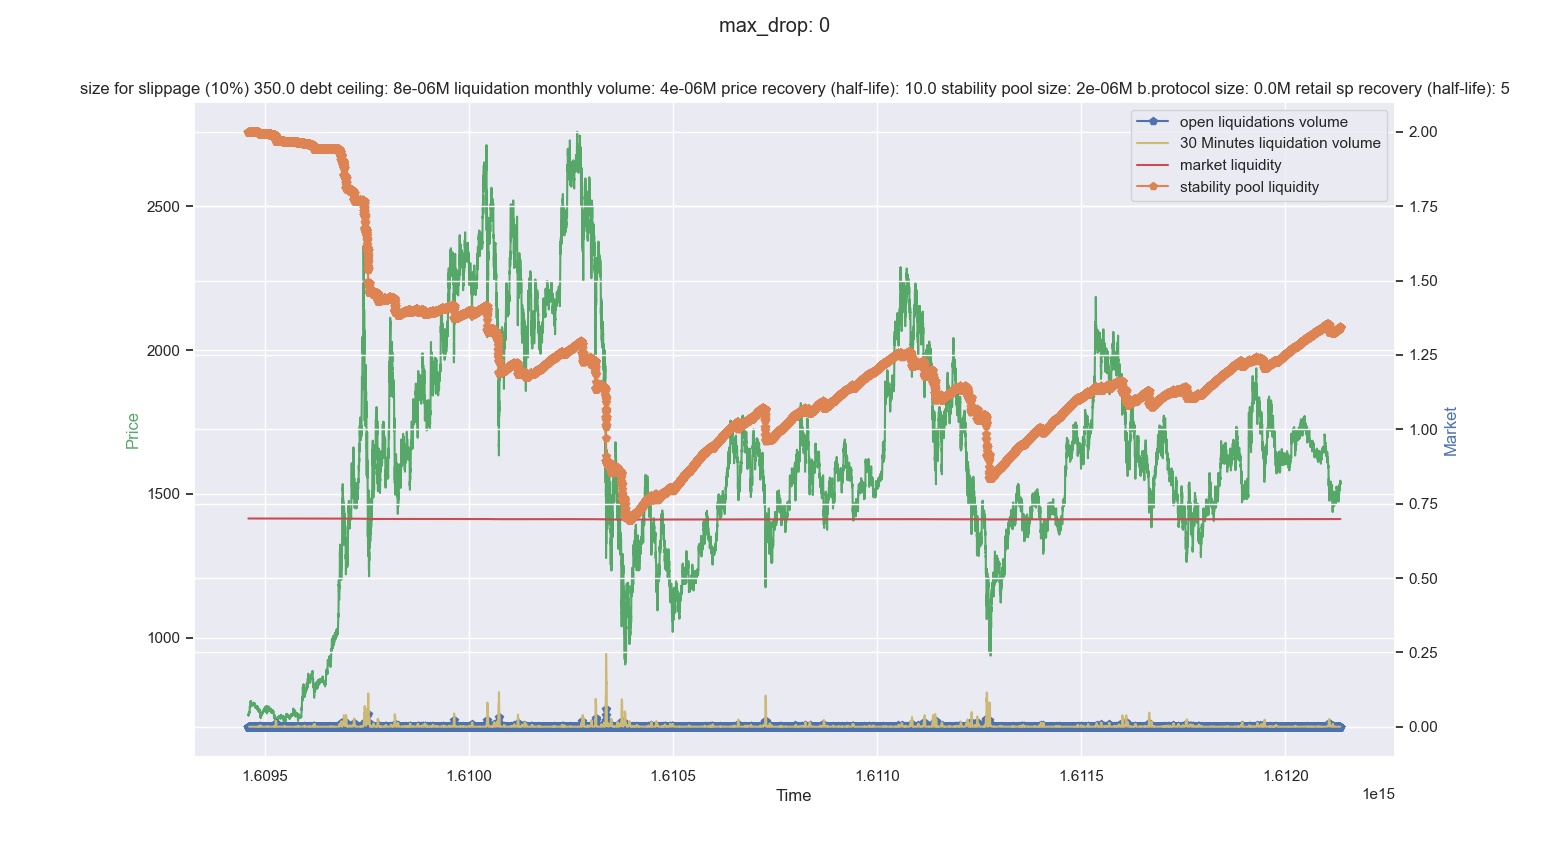 max_drop: 0
size for slippage (10%) 350.0 debt ceiling: 8e-06M liquidation monthly volume: 4e-06M price recovery (half-life): 10.0 stability pool size: 2e-06M b.protocol size: 0.0M retail sp recovery (half-life): 5
open liquidations volume
30 Minutes liquidation volume
market liquidity
stability pool liquidity
2500
2000
1500
1000
Price
2.00
1.75
1.50
1.25
1.00
0.75
0.50
0.25
0.00
Market
1.6095
1.6100
1.6105
1.6110
1.6115
1.6120
1e15
Time